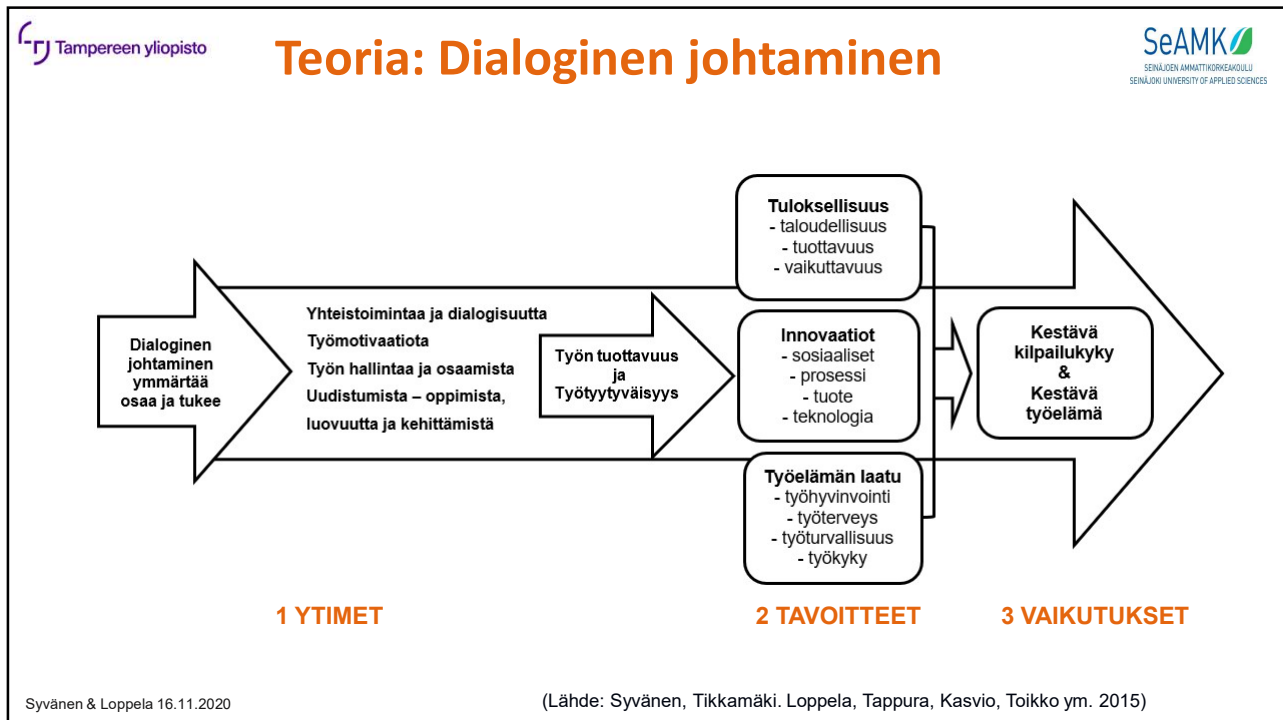 Tampereen yliopisto
Teoria: Dialoginen johtaminen
SeAMK
SEINÄJOEN AMMATTIKORKEAKOULU
SEINÄJOKI UNIVERSITY OF APPLIED SCIENCES
Dialoginen
johtaminen
ymmärtää
osaa ja tukee
Yhteistoimintaa ja dialogisuutta
Työmotivaatiota
Työn hallintaa ja osaamista
Uudistumista – oppimista,
luovuutta ja kehittämistä
Työn tuottavuus
ja
Työtyytyväisyys
Tuloksellisuus
- taloudellisuus
- tuottavuus
- vaikuttavuus
Innovaatiot
- sosiaaliset
- prosessi
- tuote
- teknologia
Työelämän laatu
- työhyvinvointi
- työterveys
- työturvallisuus
- työkyky
Kestävä
kilpailukyky
&
Kestävä
työelämä
1 YTIMET
2 TAVOITTEET
3 VAIKUTUKSET
Syvänen & Loppela 16.11.2020
(Lähde: Syvänen, Tikkamäki. Loppela, Tappura, Kasvio, Toikko ym. 2015)